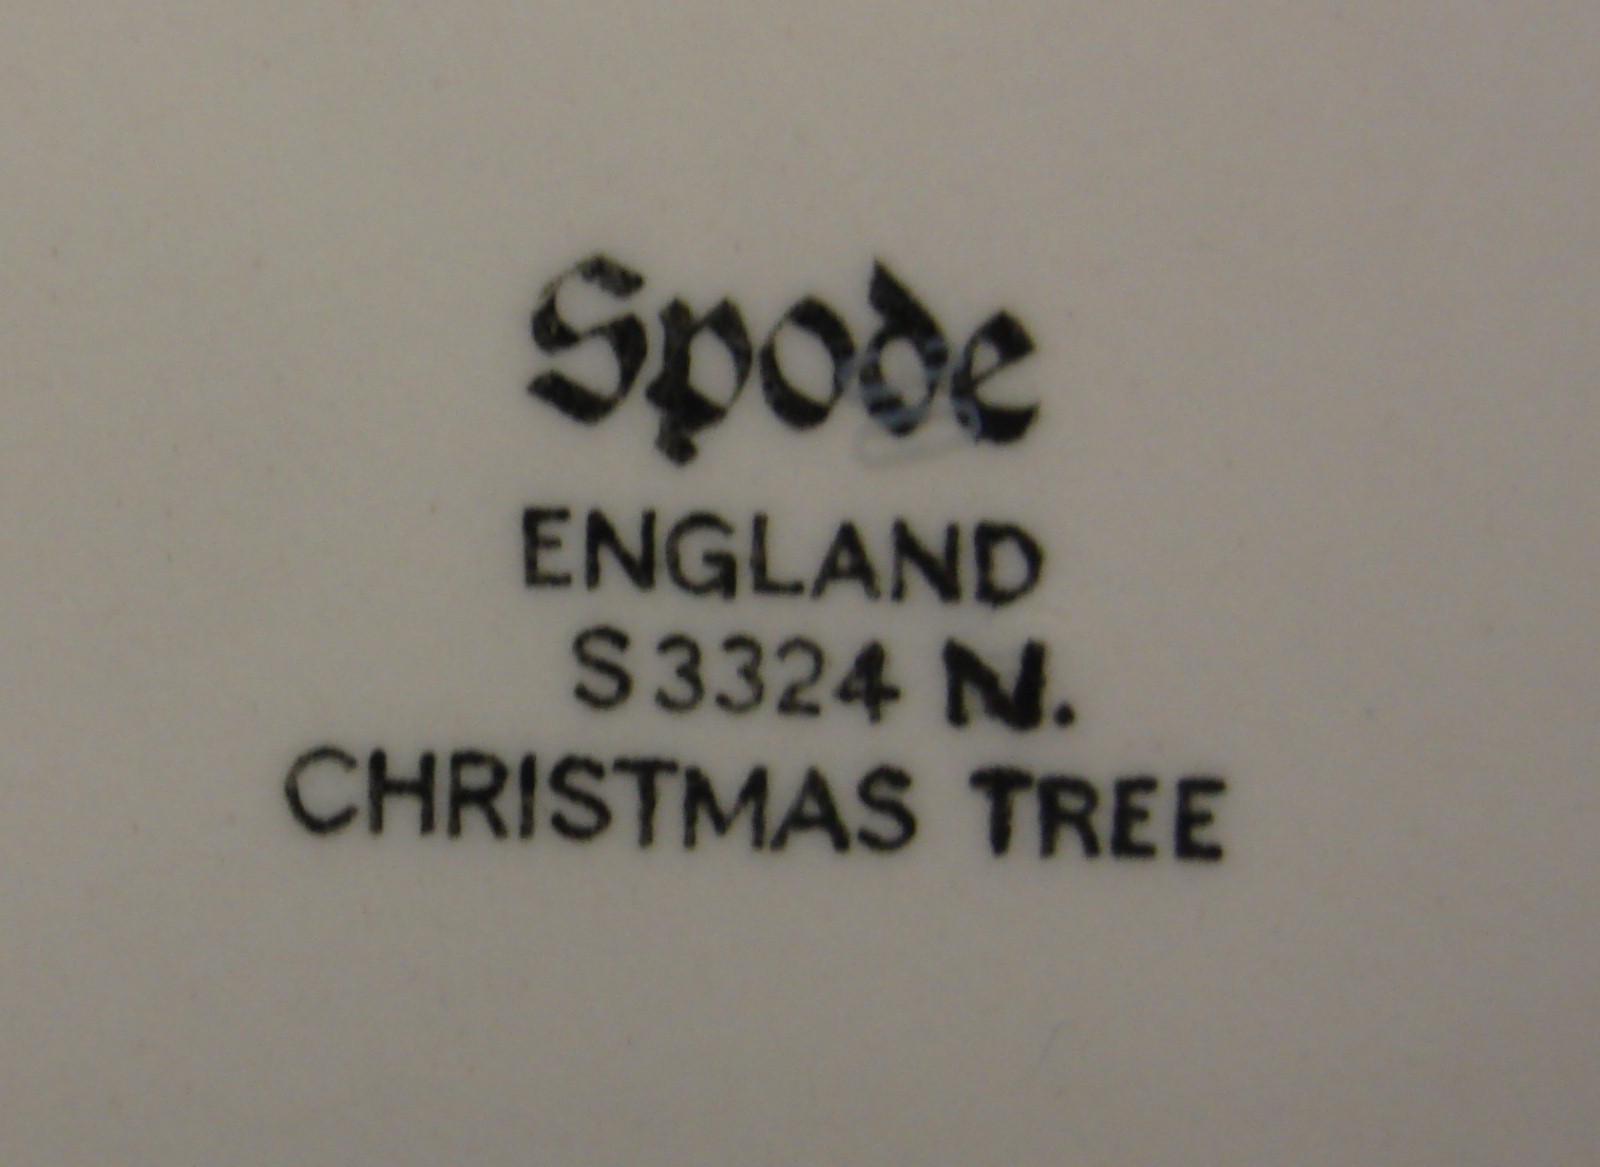 Spode
ENGLAND
S3324 N.
CHRISTMAS TREE